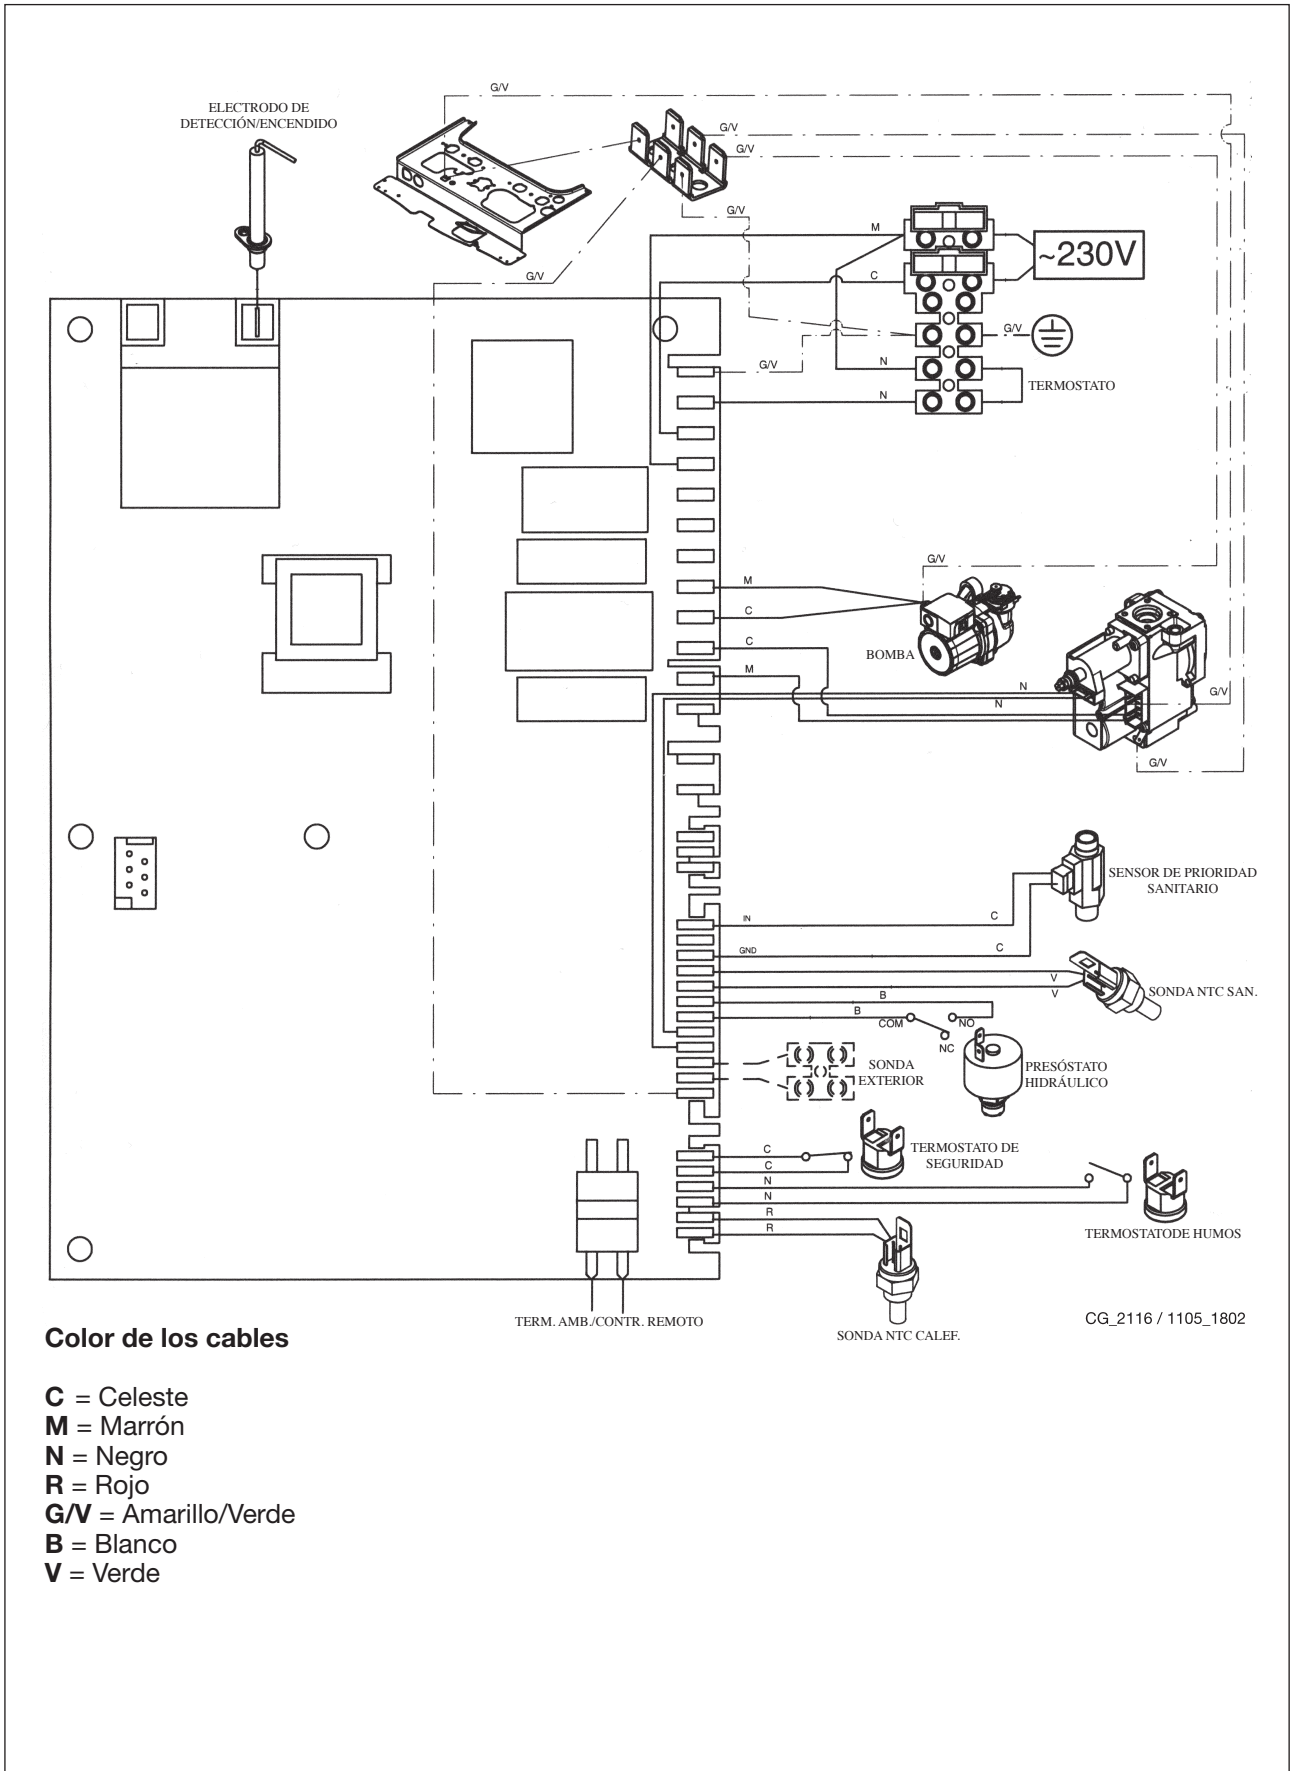 G/V
ELECTRODO DE
DETECCIÓN/ENCENDIDO
G/V
G/V
G/V
M
~230V
G/V
C
G/V
G/V
N
TERMOSTATO
N
G/V
M
C
C
BOMBA
M
N
G/V
N
G/V
SENSOR DE PRIORIDAD
SANITARIO
IN
C
GND
C
V
SONDA NTC SAN.
V
B
B
COM
NO
NC
SONDA
EXTERIOR
PRESÓSTATO
HIDRÁULICO
C
TERMOSTATO DE
SEGURIDAD
C
N
N
R
R
TERMOSTATODE HUMOS
TERM. AMB./CONTR. REMOTO
SONDA NTC CALEF.
CG_2116 / 1105_1802
Color de los cables
C = Celeste
M = Marrón
N = Negro
R = Rojo
G/V = Amarillo/Verde
B = Blanco
V = Verde